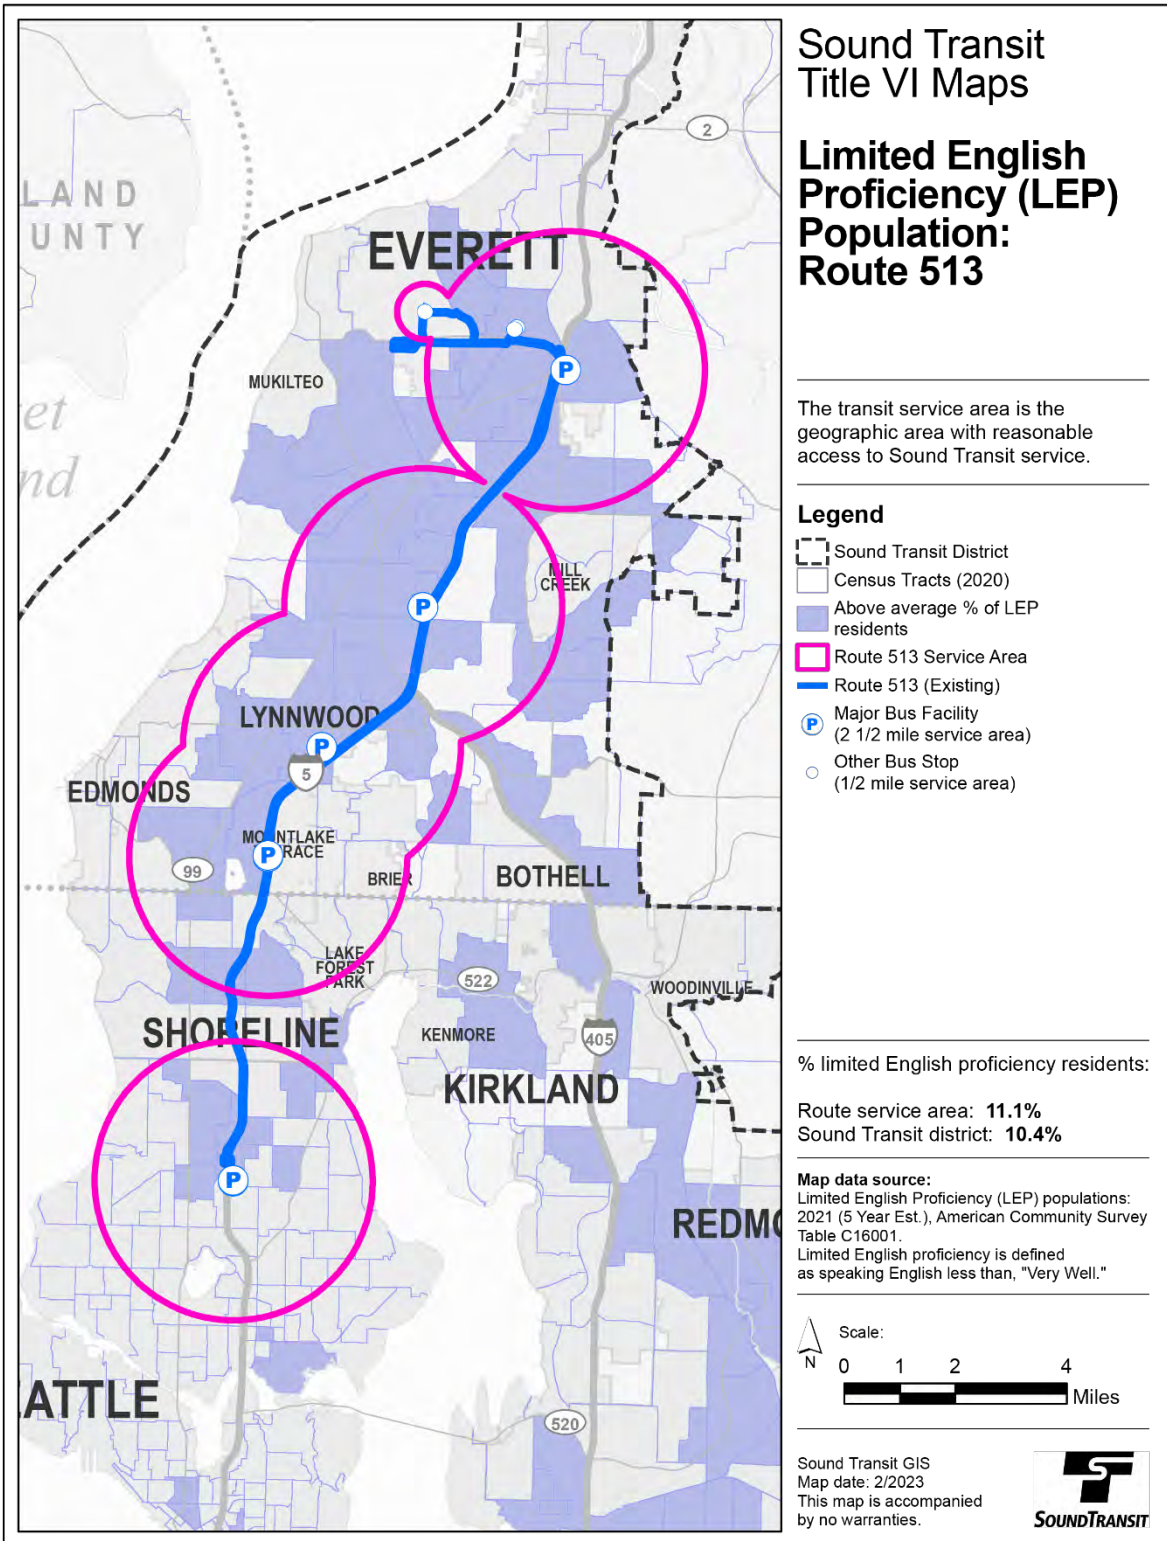 Sound Transit
Title VI Maps
Limited English
Proficiency (LEP)
Population:
Route 513
The transit service area is the
geographic area with reasonable
access to Sound Transit service.
Legend
Sound Transit District
Census Tracts (2020)
Above average % of LEP
residents
Route 513 Service Area
Route 513 (Existing)
P Major Bus Facility
(2 1/2 mile service area)
Other Bus Stop
(1/2 mile service area)
% limited English proficiency residents:
Route service area: 11.1%
Sound Transit district: 10.4%
Map data source:
Limited English Proficiency (LEP) populations:
2021 (5 Year Est.), American Community Survey
Table C16001.
Limited English proficiency is defined
as speaking English less than, "Very Well."
N
Scale:
0 1 2 4
Miles
Sound Transit GIS
Map date: 2/2023
This map is accompanied
by no warranties.
SOUNDTRANSIT
2
LAND
UNTY
EVERETT
P
MUKILTEO
et
nd
MILL
CREEK
P
LYNNWOOD
P
5
EDMONDS
MOUNTLAKE
TERRACE
P
99
BRIER
BOTHELL
LAKE
FOREST
PARK
522
WOODINVILLE
SHORELINE
KENMORE
405
KIRKLAND
P
REDMO
EATTLE
520